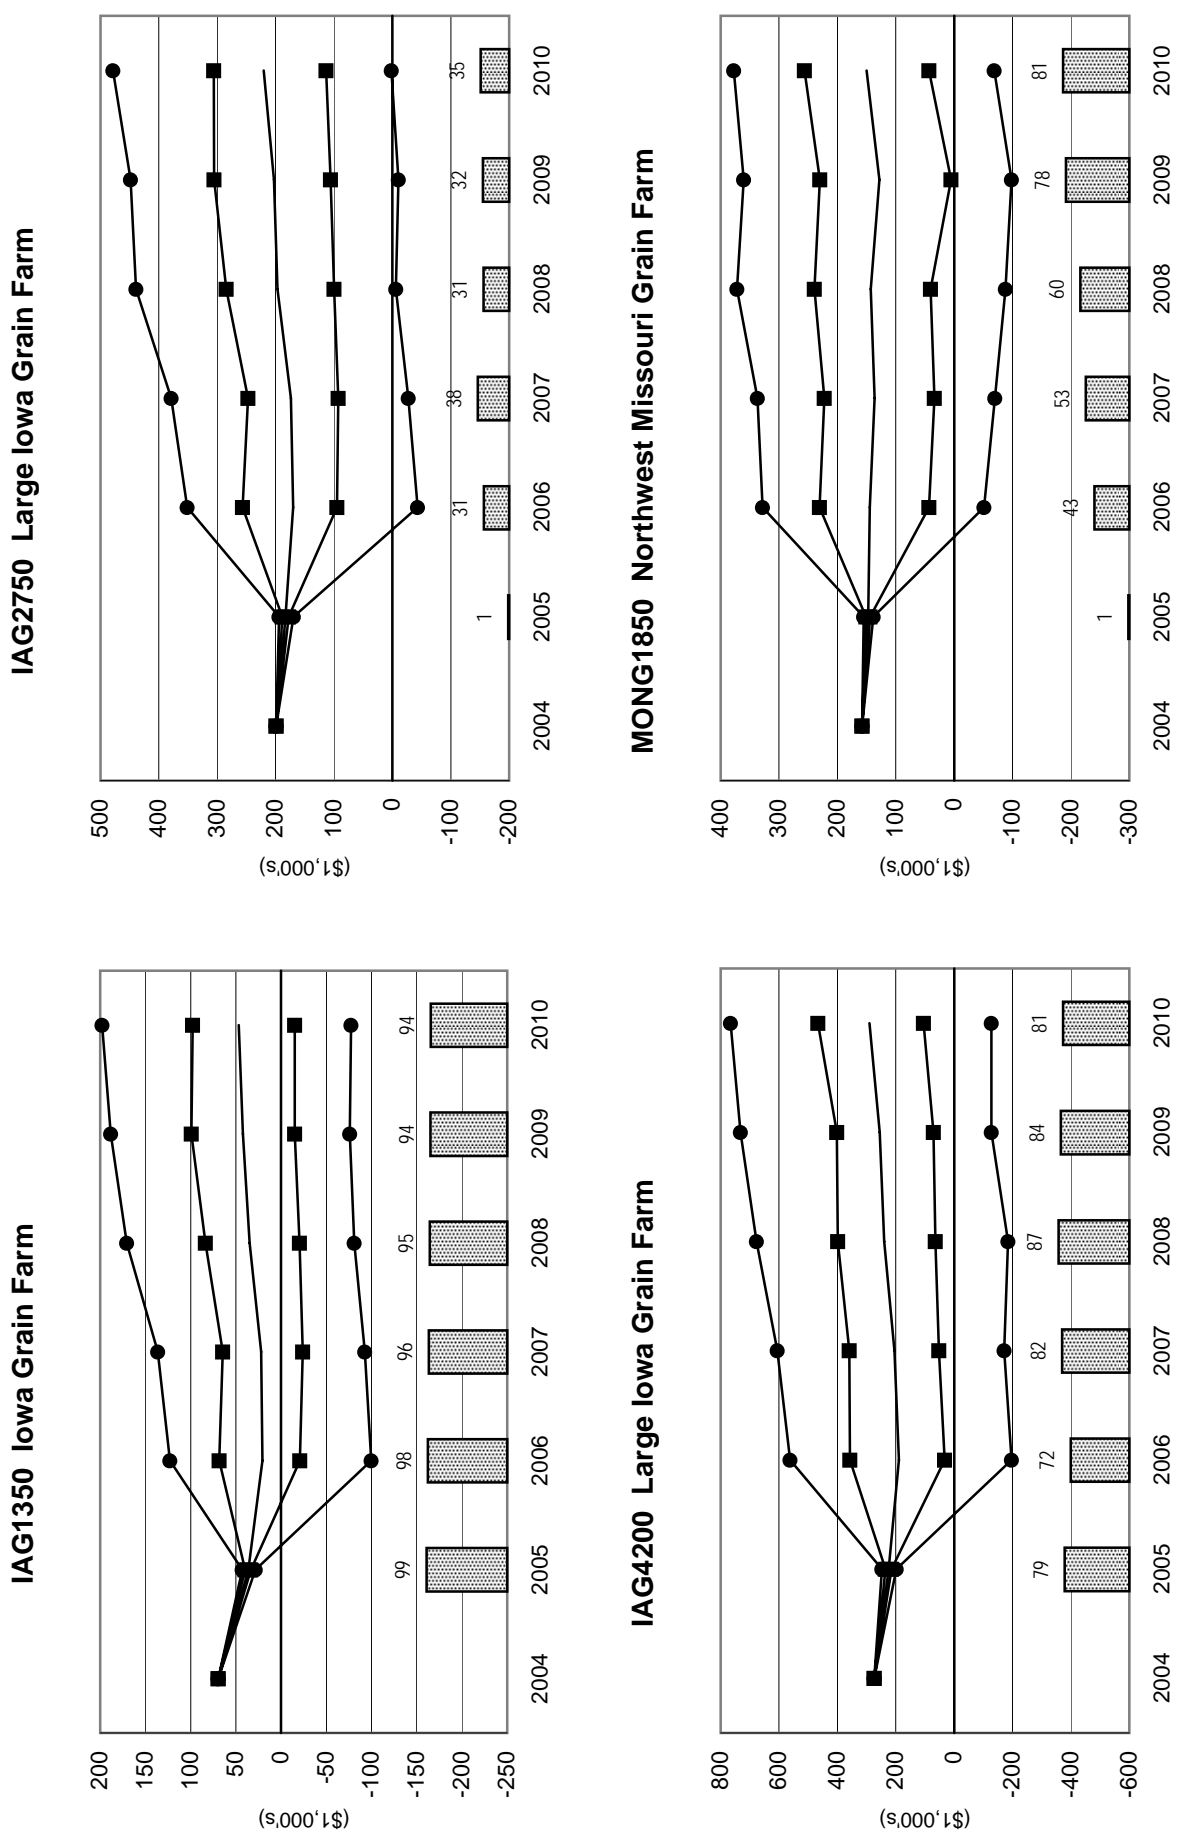 IAG1350 Iowa Grain Farm
200
150
100
50
0
-50
-100
-150
-200
-250
($1,000's)
99 98 96 95 94 94
2004 2005 2006 2007 2008 2009 2010
IAG2750 Large Iowa Grain Farm
500
400
300
200
100
0
-100
-200
($1,000's)
1 31 38 31 32 35
2004 2005 2006 2007 2008 2009 2010
IAG4200 Large Iowa Grain Farm
800
600
400
200
0
-200
-400
-600
($1,000's)
79 72 82 87 84 81
2004 2005 2006 2007 2008 2009 2010
MONG1850 Northwest Missouri Grain Farm
400
300
200
100
0
-100
-200
-300
($1,000's)
1 43 53 60 78 81
2004 2005 2006 2007 2008 2009 2010